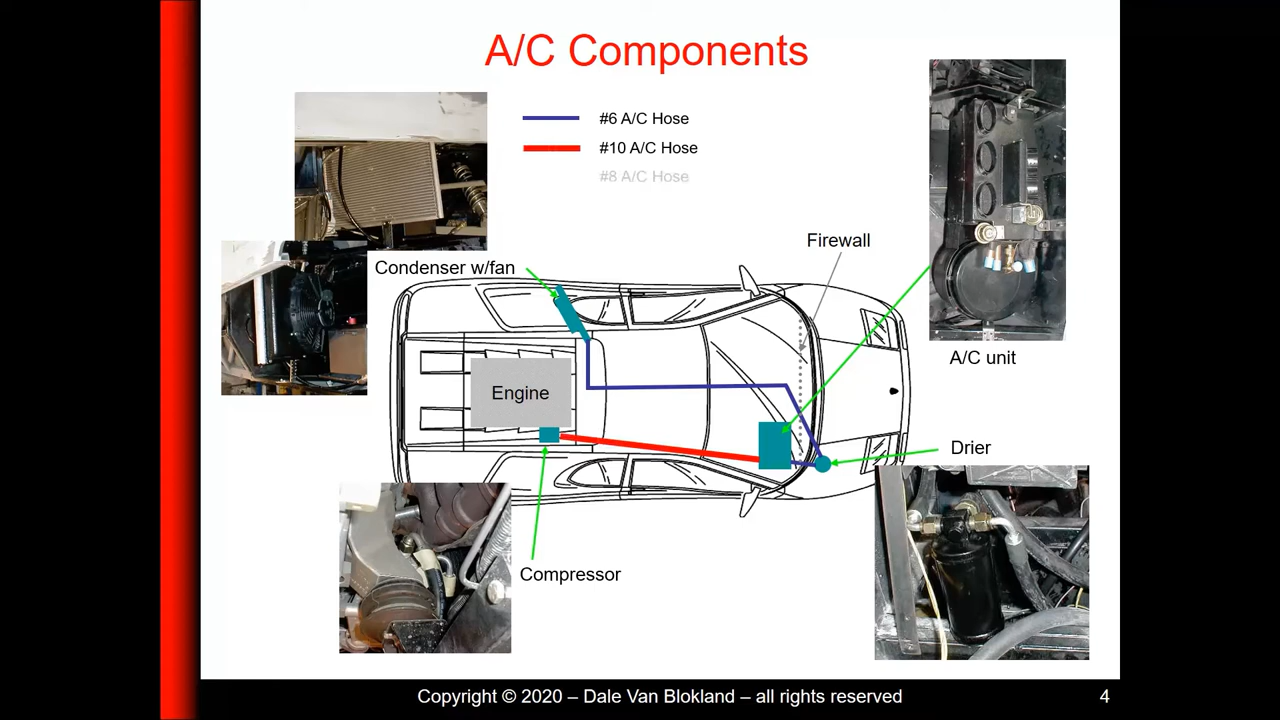 A/C Components
#6 A/C Hose
#10 A/C Hose
#8 A/C Hose
Firewall
Condenser w/fan
A/C unit
Engine
Drier
Compressor
Copyright © 2020 – Dale Van Blokland – all rights reserved
4